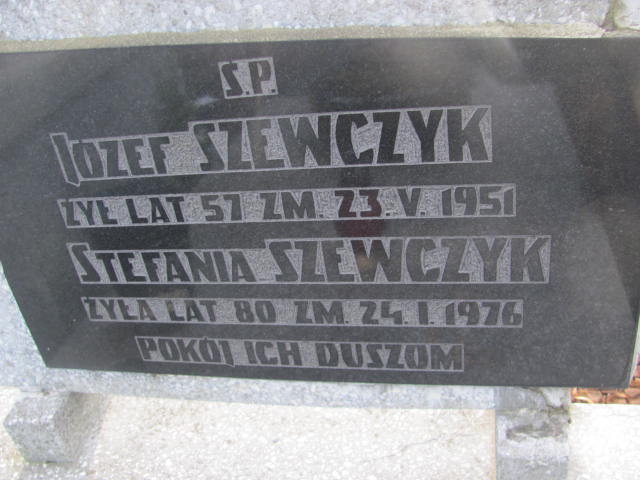 Ś.P.
JÓZEF SZEWCZYK
ŻYŁ LAT 57 ZM. 23.V.1951
STEFANIA SZEWCZYK
ŻYŁA LAT 80 ZM. 24.I.1976
POKÓJ ICH DUSZOM